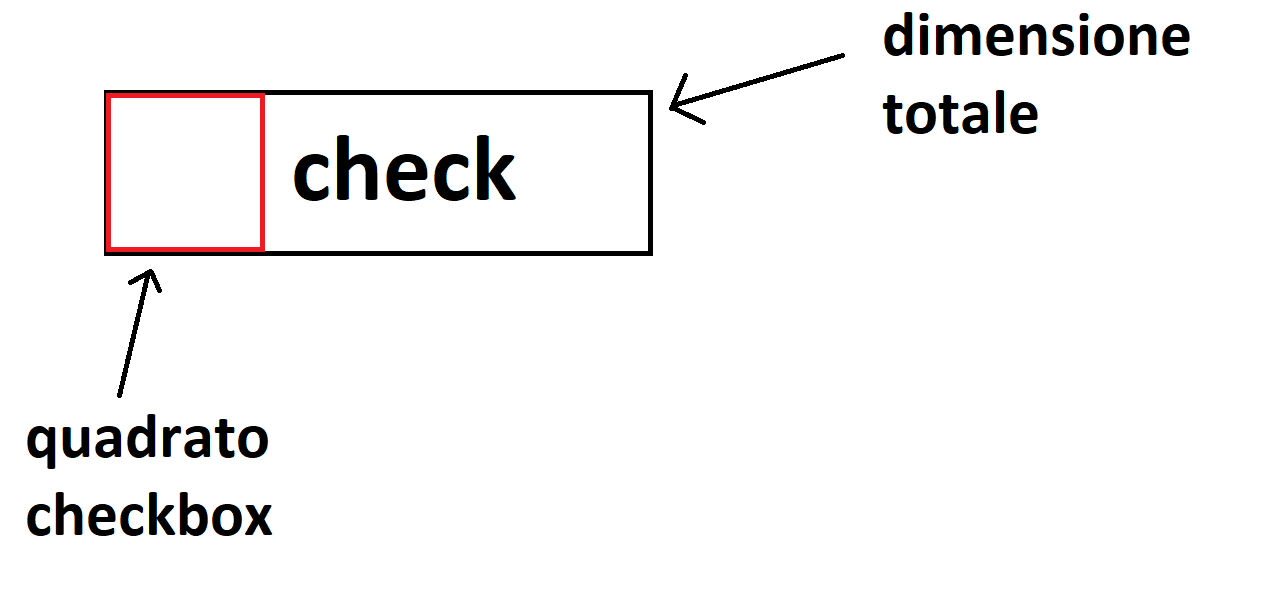 dimensione
totale
check
quadrato
checkbox